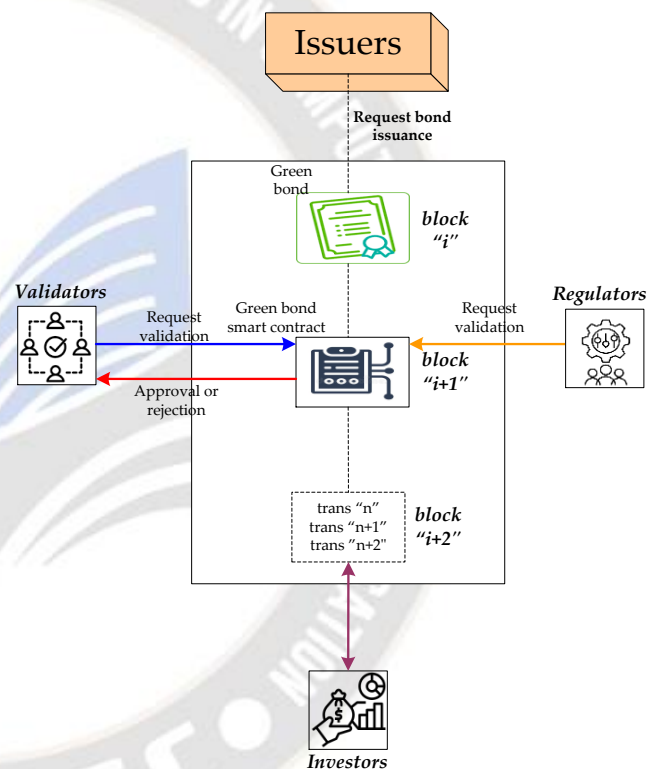 Issuers
Request bond
issuance
Green
bond
block
“i”
Validators
Regulators
Request
validation
Green bond
smart contract
Request
validation
block
“i+1”
Approval or
rejection
trans “n”
trans “n+1”
trans ”n+2"
block
“i+2”
Investors